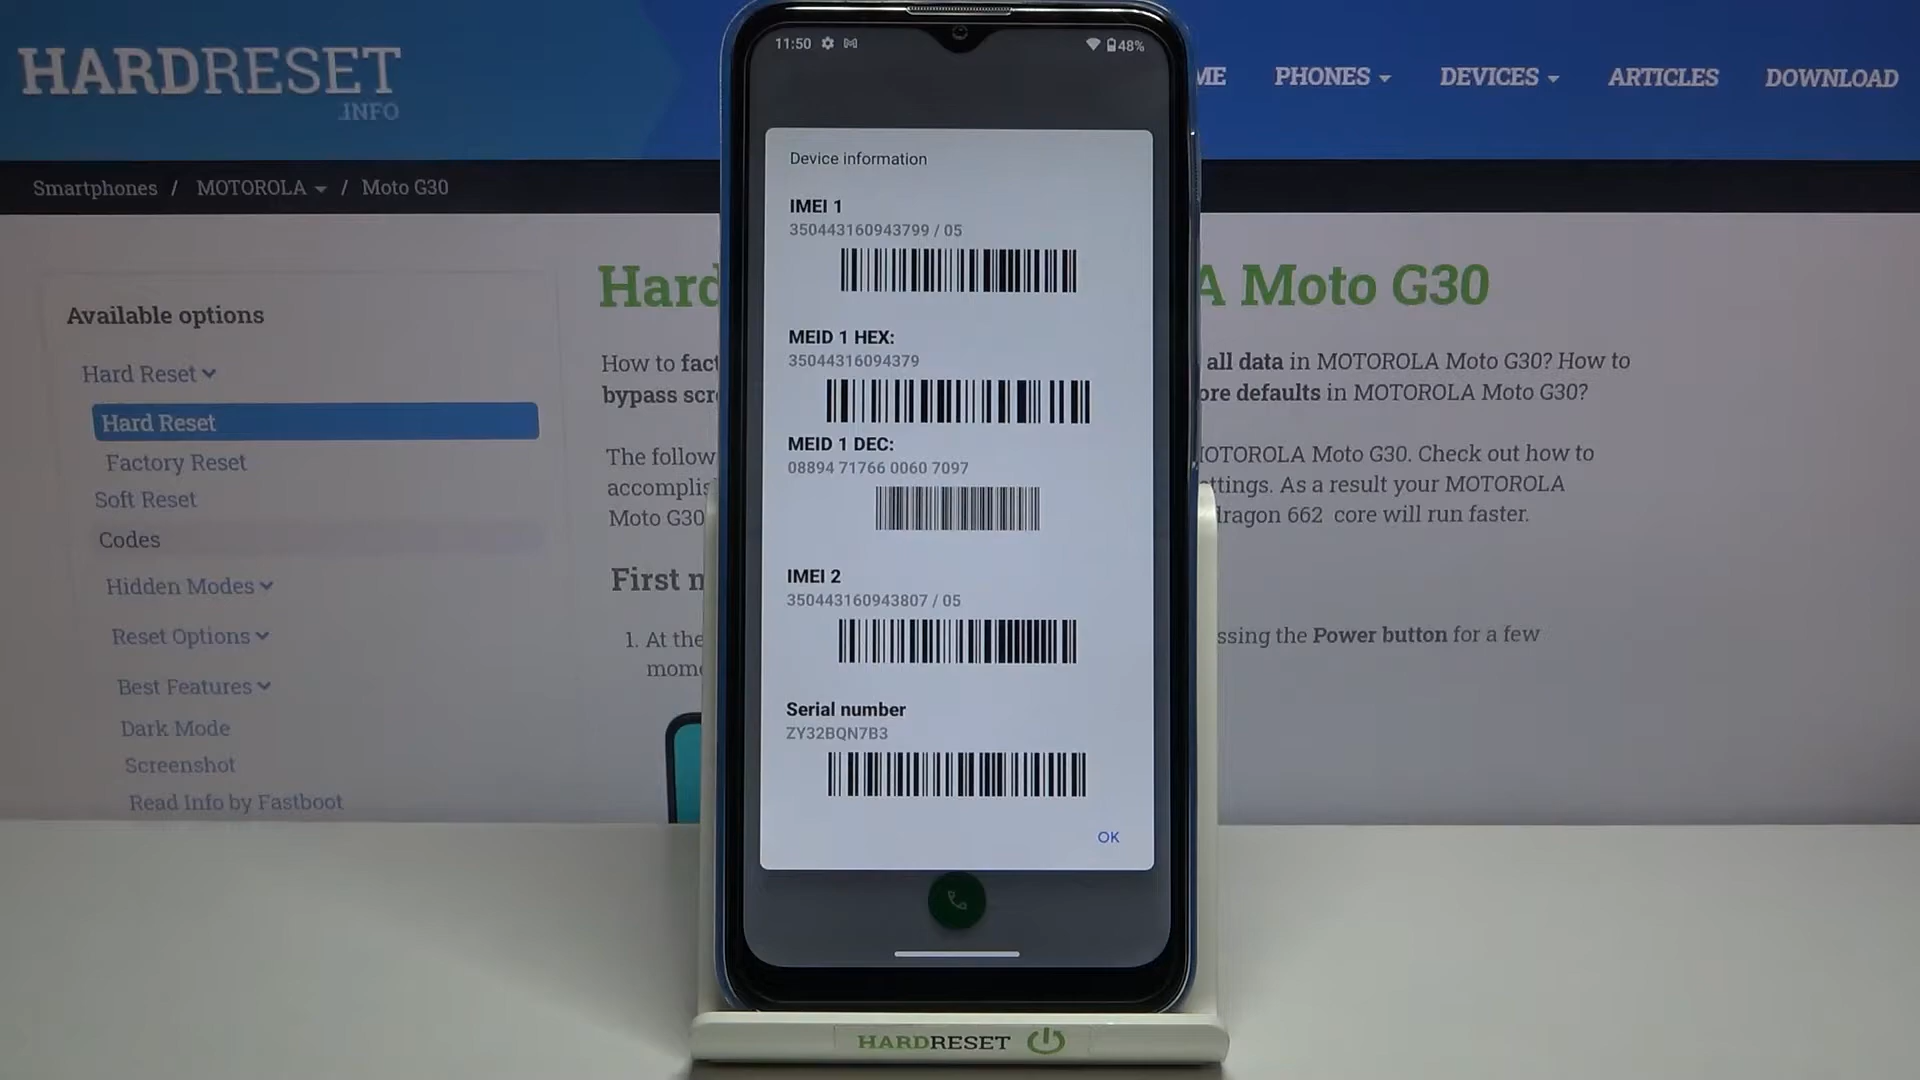 HARDRESET
.INFO
ME PHONES DEVICES ARTICLES DOWNLOAD
Smartphones / MOTOROLA / Moto G30
Available options
Hard Reset
Hard Reset
Factory Reset
Soft Reset
Codes
Hidden Modes
Reset Options
Best Features
Dark Mode
Screenshot
Read Info by Fastboot
Hard A Moto G30
How to fact all data in MOTOROLA Moto G30? How to
bypass scr ore defaults in MOTOROLA Moto G30?
The follow IOTOROLA Moto G30. Check out how to
accomplis ttings. As a result your MOTOROLA
Moto G30 dragon 662 core will run faster.
First m
1. At the ssing the Power button for a few
mom
11:50 48%
Device information
IMEI 1
350443160943799 / 05
MEID 1 HEX:
35044316094379
MEID 1 DEC:
08894 71766 0060 7097
IMEI 2
350443160943807 / 05
Serial number
ZY32BQN7B3
OK
HARDRESET